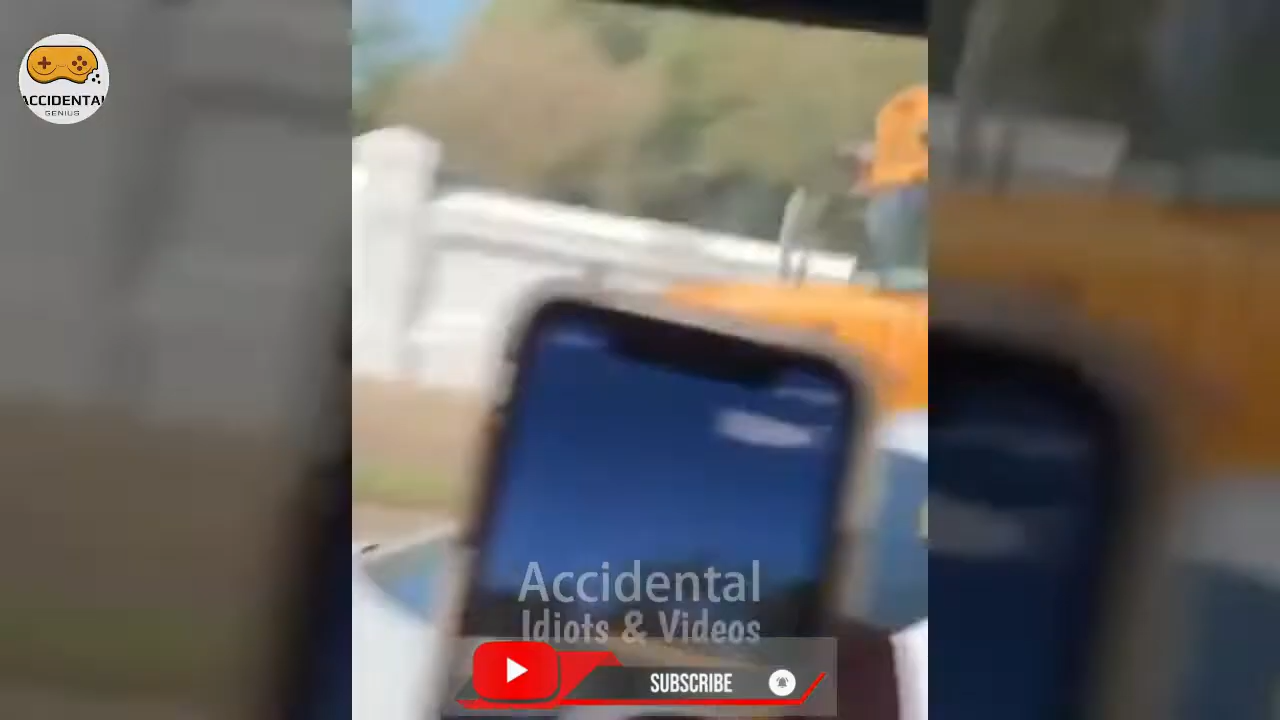 ACCIDENTAL
GENIUS
Accidental
Idiots & Videos
SUBSCRIBE